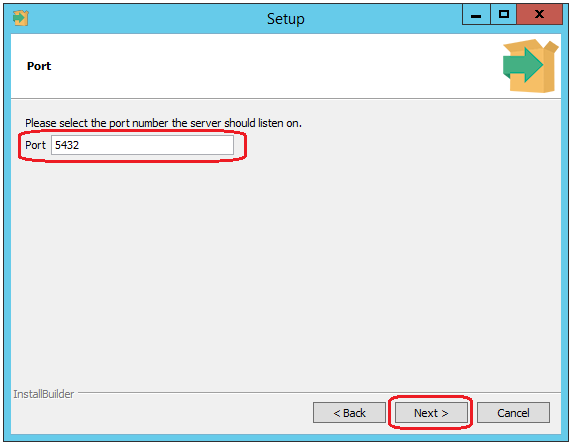 Setup
Port
Please select the port number the server should listen on.
Port 5432
InstallBuilder
< Back Next > Cancel